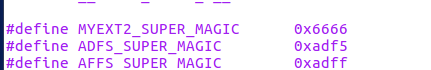 #define MYEXT2_SUPER_MAGIC 0x6666
#define ADFS_SUPER_MAGIC 0xadf5
#define AFFS_SUPER_MAGIC 0xadff